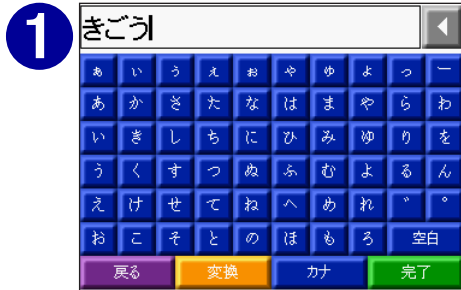 1
きごう
ぁ ぃ ぅ ぇ ぉ ゃ ゅ ょ っ ー
あ か さ た な は ま や ら わ
い き し ち に ひ み ゆ り を
う く す つ ぬ ふ む よ る ん
え け せ て ね へ め れ ゛ ゜
お こ そ と の ほ も ろ 空白
戻る 変換 カナ 完了